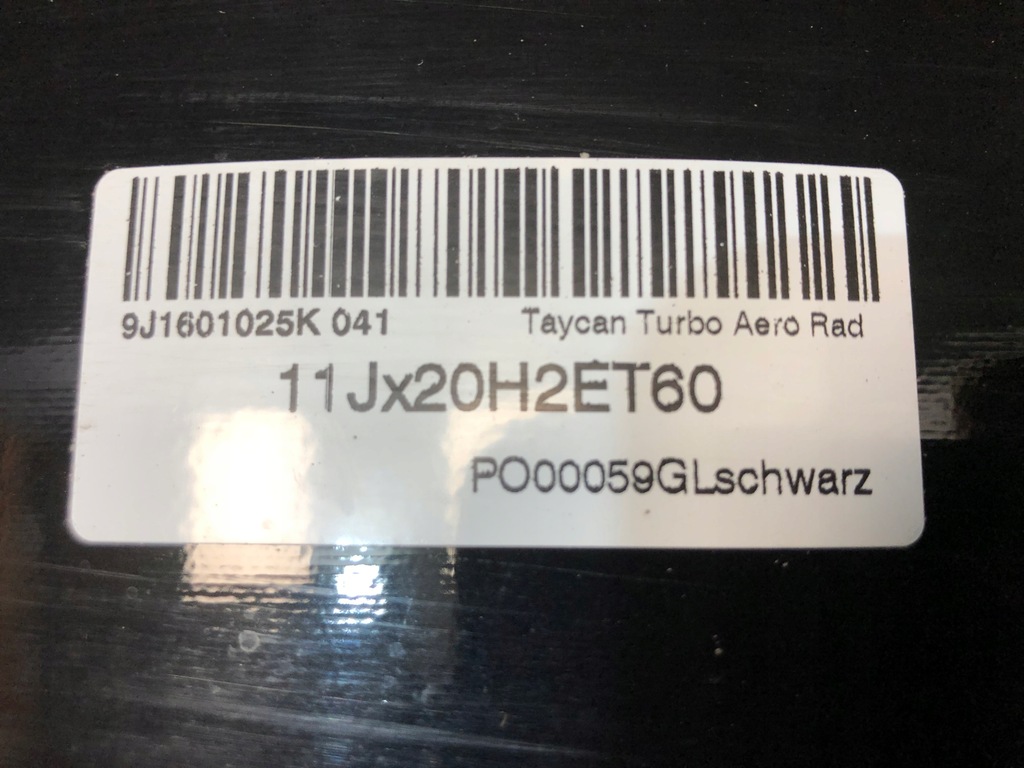 9J1601025K 041 Taycan Turbo Aero Rad
11Jx20H2ET60
PO00059GLschwarz